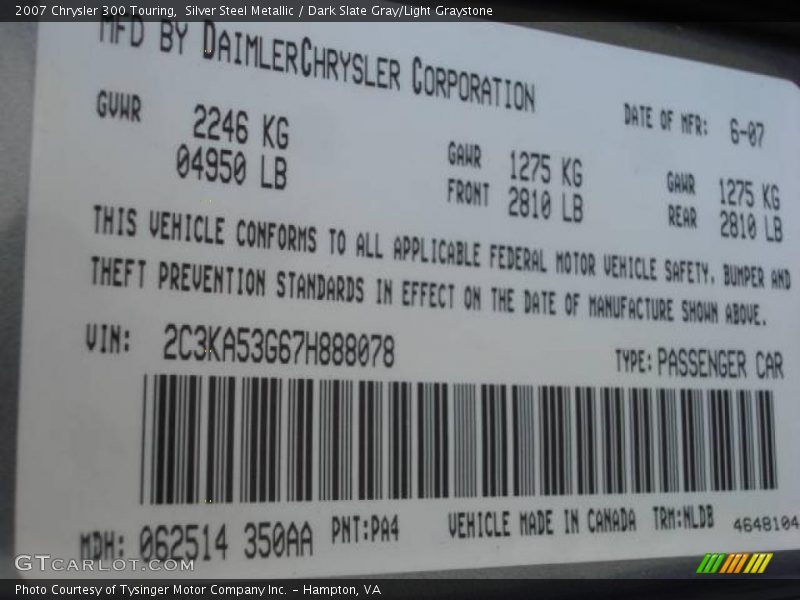 2007 Chrysler 300 Touring,  Silver Steel Metallic / Dark Slate Gray/Light Graystone
MFD BY DAIMLERCHRYSLER CORPORATION
DATE OF MFR: 6-07
GVWR 2246 KG
04950 LB
GAWR 1275 KG
FRONT 2810 LB
GAWR 1275 KG
REAR 2810 LB
THIS VEHICLE CONFORMS TO ALL APPLICABLE FEDERAL MOTOR VEHICLE SAFETY, BUMPER AND
THEFT PREVENTION STANDARDS IN EFFECT ON THE DATE OF MANUFACTURE SHOWN ABOVE.
VIN: 2C3KA53G67H888078
TYPE: PASSENGER CAR
MDH: 062514 350AA PNT:PA4 VEHICLE MADE IN CANADA TRM:NLDB 4648104
GTCARLOT.COM
Photo Courtesy of Tysinger Motor Company Inc. – Hampton, VA